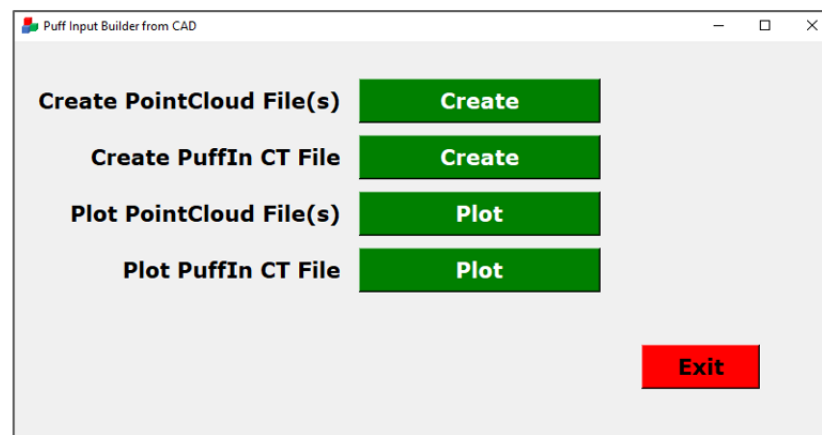 Puff Input Builder from CAD
Create PointCloud File(s) Create
Create PuffIn CT File Create
Plot PointCloud File(s) Plot
Plot PuffIn CT File Plot
Exit